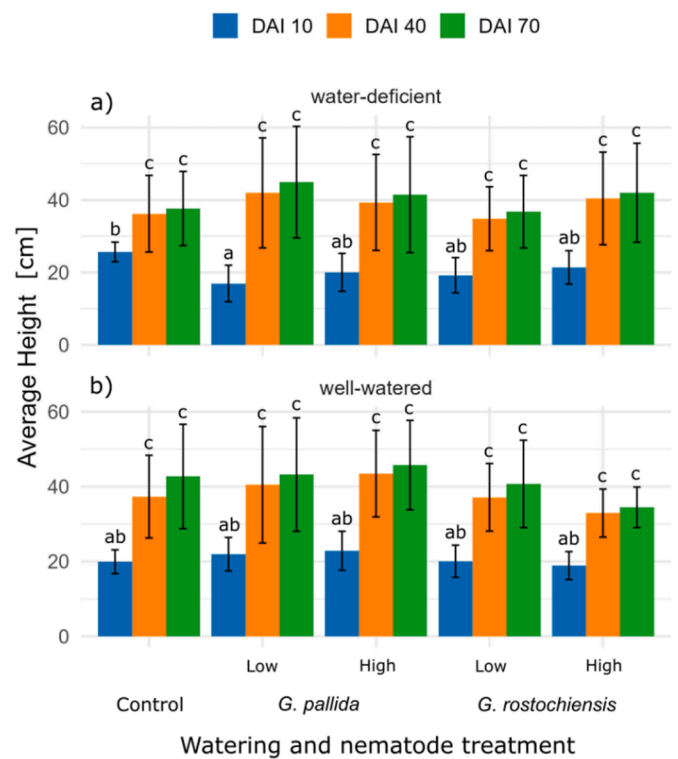 DAI 10 DAI 40 DAI 70
a) water-deficient
60
40
20
0
b c c a c c ab c c ab c c ab c c
b) well-watered
60
40
20
0
ab c c ab c c ab c c ab c c ab c c
Average Height [cm]
Low High Low High
Control G. pallida G. rostochiensis
Watering and nematode treatment